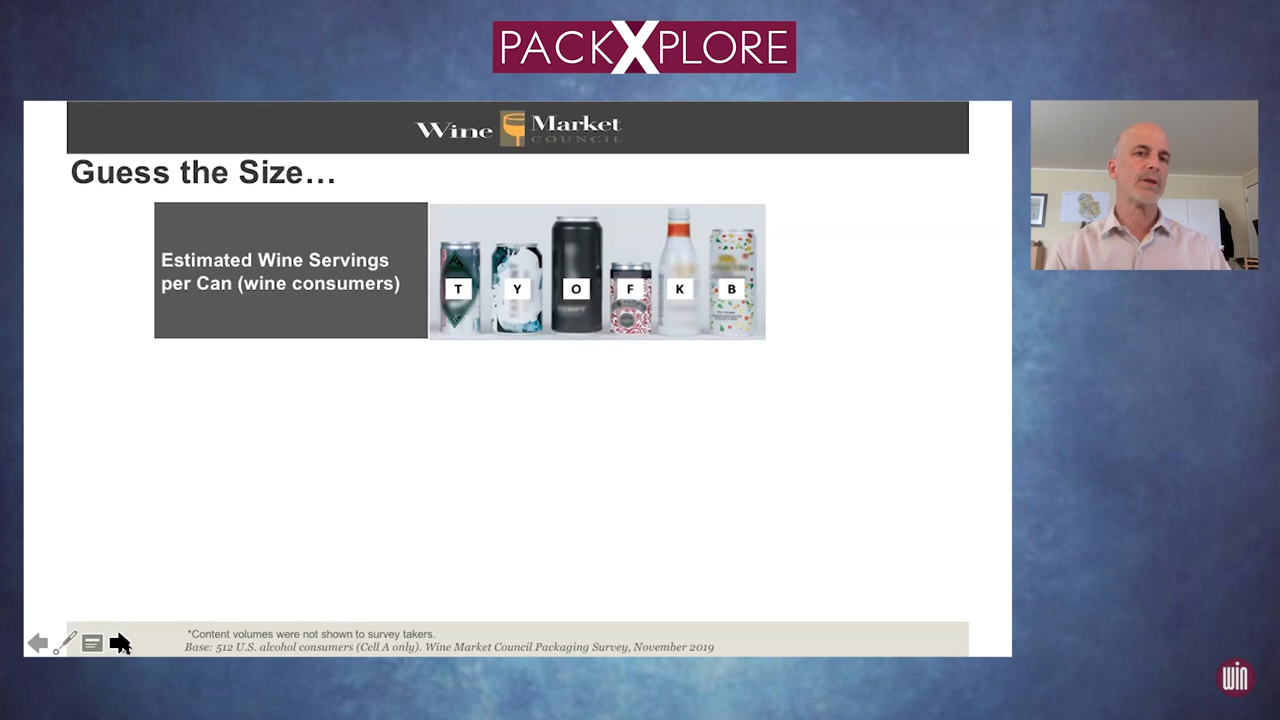 PACKXPLORE
Wine Market
COUNCIL
Guess the Size…
Estimated Wine Servings
per Can (wine consumers)
T Y O F K B
*Content volumes were not shown to survey takers.
Base: 512 U.S. alcohol consumers (Cell A only). Wine Market Council Packaging Survey, November 2019
win